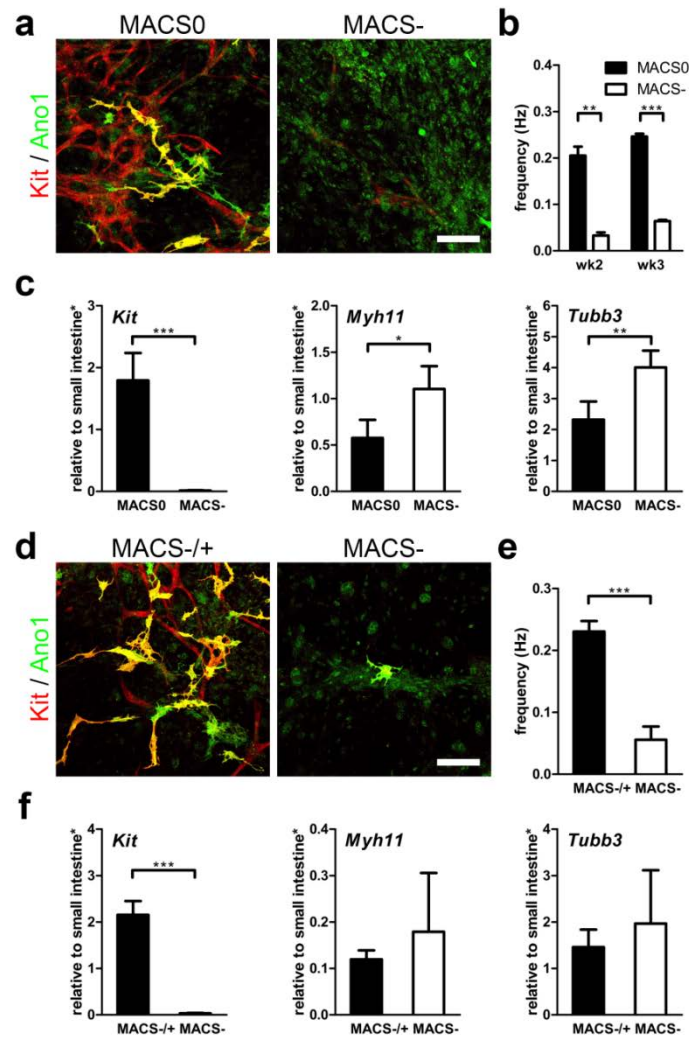 a
MACS0
MACS-
Kit / Ano1
b
MACS0
MACS-
frequency (Hz)
0.4
0.3
0.2
0.1
0.0
**
***
wk2
wk3
c
relative to small intestine*
3
2
1
0
Kit
***
MACS0 MACS-
relative to small intestine*
1.5
1.0
0.5
0.0
Myh11
*
MACS0 MACS-
relative to small intestine*
6
5
4
3
2
1
0
Tubb3
**
MACS0 MACS-
d
MACS-/+
MACS-
Kit / Ano1
e
frequency (Hz)
0.3
0.2
0.1
0.0
***
MACS-/+ MACS-
f
relative to small intestine*
4
3
2
1
0
Kit
***
MACS-/+ MACS-
relative to small intestine*
0.4
0.3
0.2
0.1
0.0
Myh11
MACS-/+ MACS-
relative to small intestine*
4
3
2
1
0
Tubb3
MACS-/+ MACS-